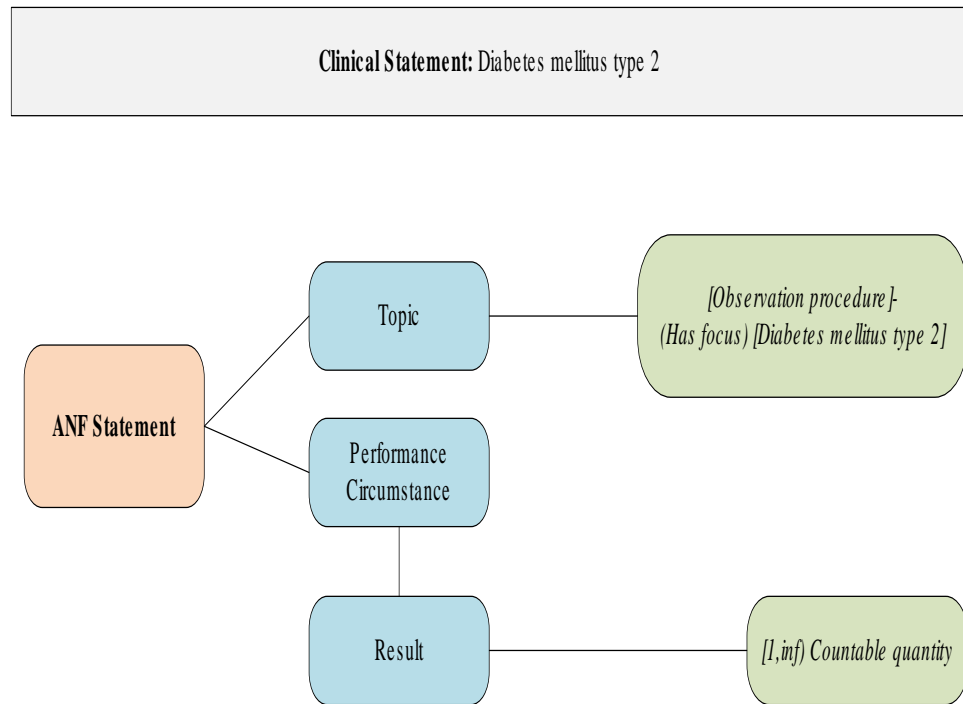 Clinical Statement: Diabetes mellitus type 2
[Observation procedure]-
(Has focus) [Diabetes mellitus type 2]
Topic
ANF Statement
Performance
Circumstance
Result
[1,inf) Countable quantity